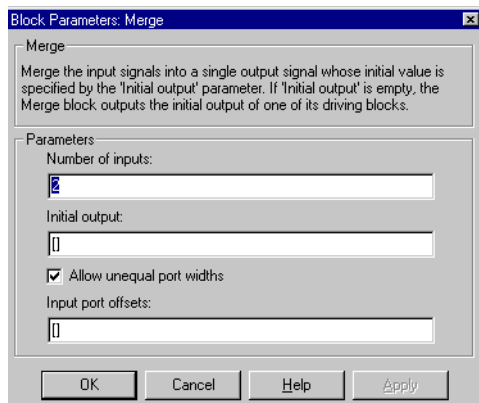 Block Parameters: Merge
Merge
Merge the input signals into a single output signal whose initial value is
specified by the 'Initial output' parameter. If 'Initial output' is empty, the
Merge block outputs the initial output of one of its driving blocks.
Parameters
Number of inputs:
2
Initial output:
[]
Allow unequal port widths
Input port offsets:
[]
OK Cancel Help Apply